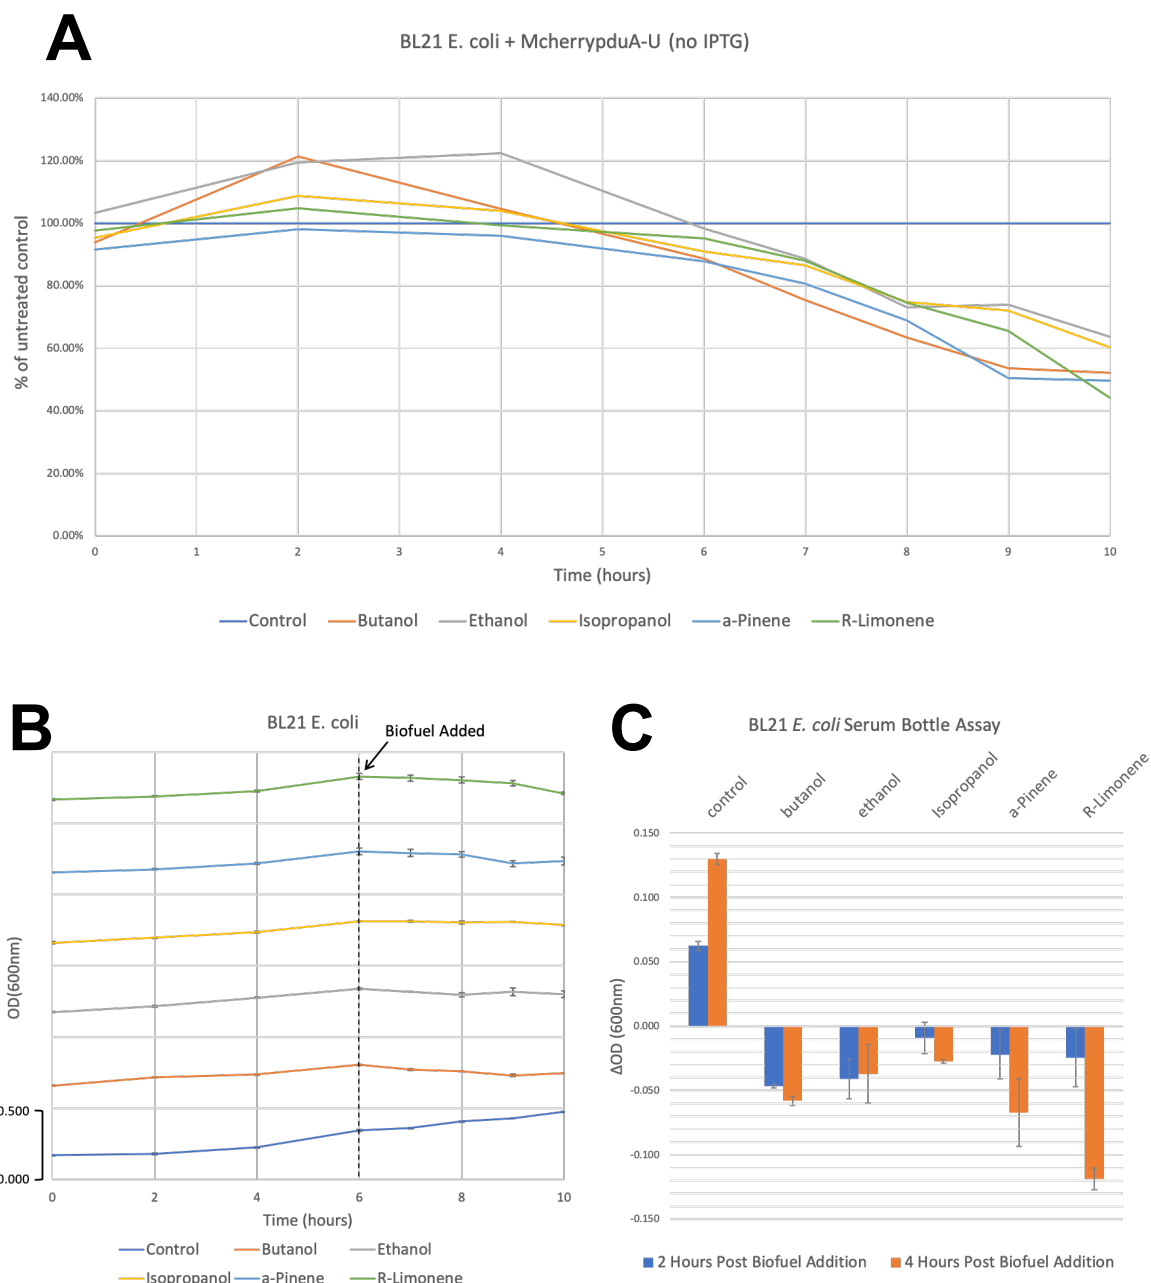 A
BL21 E. coli + McherrypduA-U (no IPTG)
% of untreated control
140.00%
120.00%
100.00%
80.00%
60.00%
40.00%
20.00%
0.00%
0 1 2 3 4 5 6 7 8 9 10
Time (hours)
Control Butanol Ethanol Isopropanol a-Pinene R-Limonene
B
BL21 E. coli
Biofuel Added
OD(600nm)
0.500
0.000
0 2 4 6 8 10
Time (hours)
Control Butanol Ethanol
Isopropanol a-Pinene R-Limonene
C
BL21 E. coli Serum Bottle Assay
control butanol ethanol Isopropanol a-Pinene R-Limonene
ΔOD (600nm)
0.150
0.100
0.050
0.000
-0.050
-0.100
-0.150
2 Hours Post Biofuel Addition 4 Hours Post Biofuel Addition